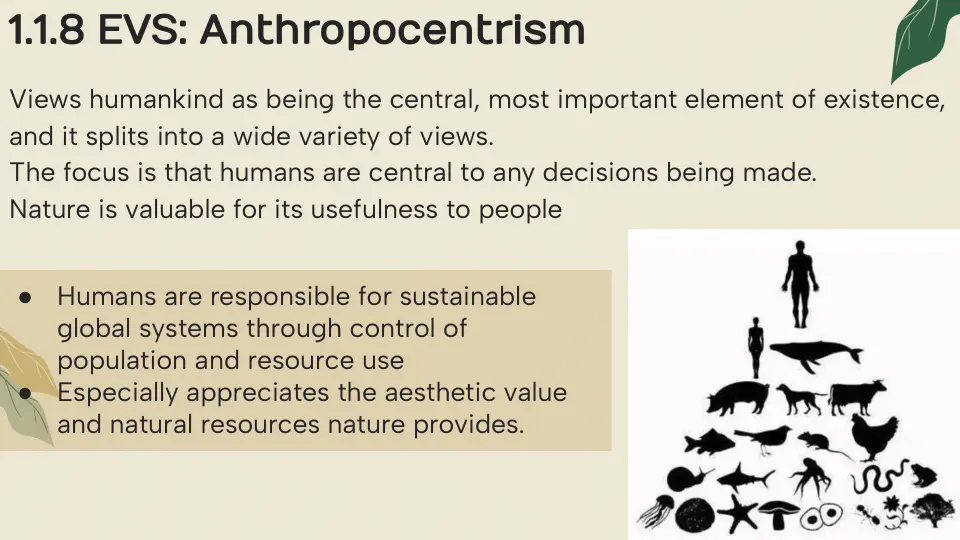 1.1.8 EVS: Anthropocentrism
Views humankind as being the central, most important element of existence,
and it splits into a wide variety of views.
The focus is that humans are central to any decisions being made.
Nature is valuable for its usefulness to people
● Humans are responsible for sustainable
global systems through control of
population and resource use
● Especially appreciates the aesthetic value
and natural resources nature provides.